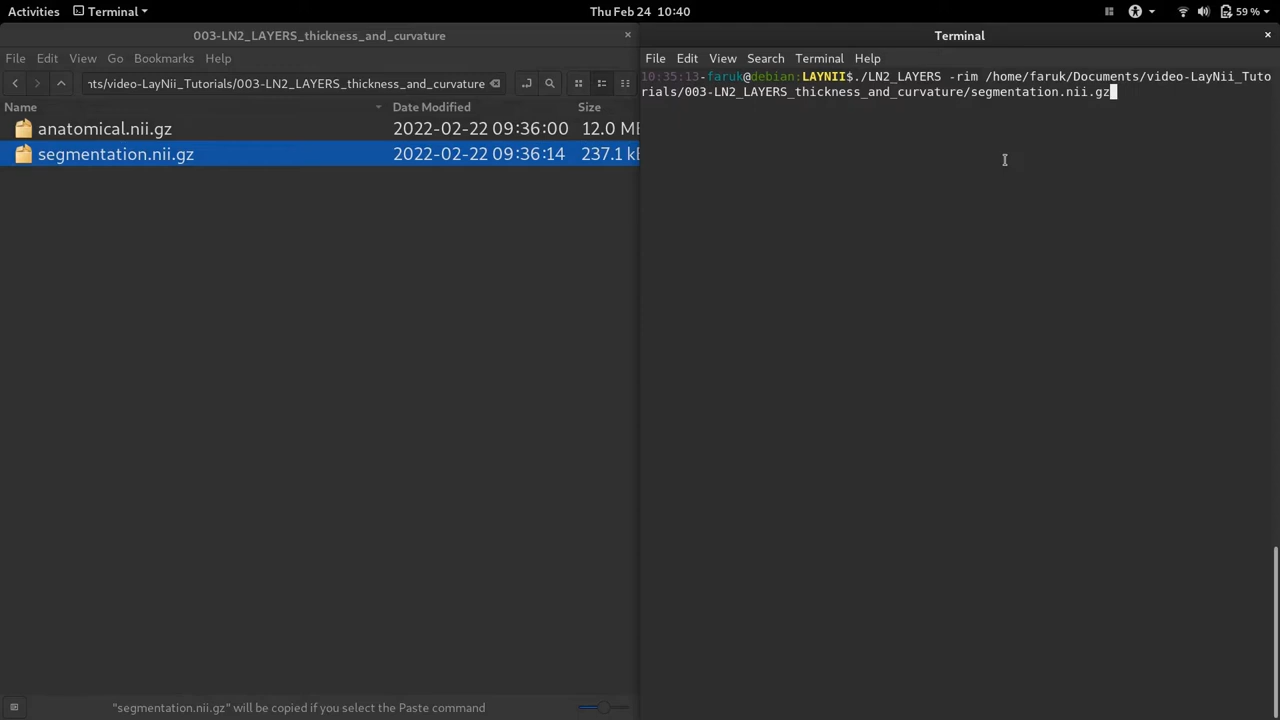 Activities Terminal Thu Feb 24 10:40 59 %
003-LN2_LAYERS_thickness_and_curvature ×
File Edit View Go Bookmarks Help
nts/video-LayNii_Tutorials/003-LN2_LAYERS_thickness_and_curvature
Name Date Modified Size
anatomical.nii.gz 2022-02-22 09:36:00 12.0 MB
segmentation.nii.gz 2022-02-22 09:36:14 237.1 kB
"segmentation.nii.gz" will be copied if you select the Paste command
Terminal ×
File Edit View Search Terminal Help
10:35:13-faruk@debian:LAYNII$./LN2_LAYERS -rim /home/faruk/Documents/video-LayNii_Tuto
rials/003-LN2_LAYERS_thickness_and_curvature/segmentation.nii.gz